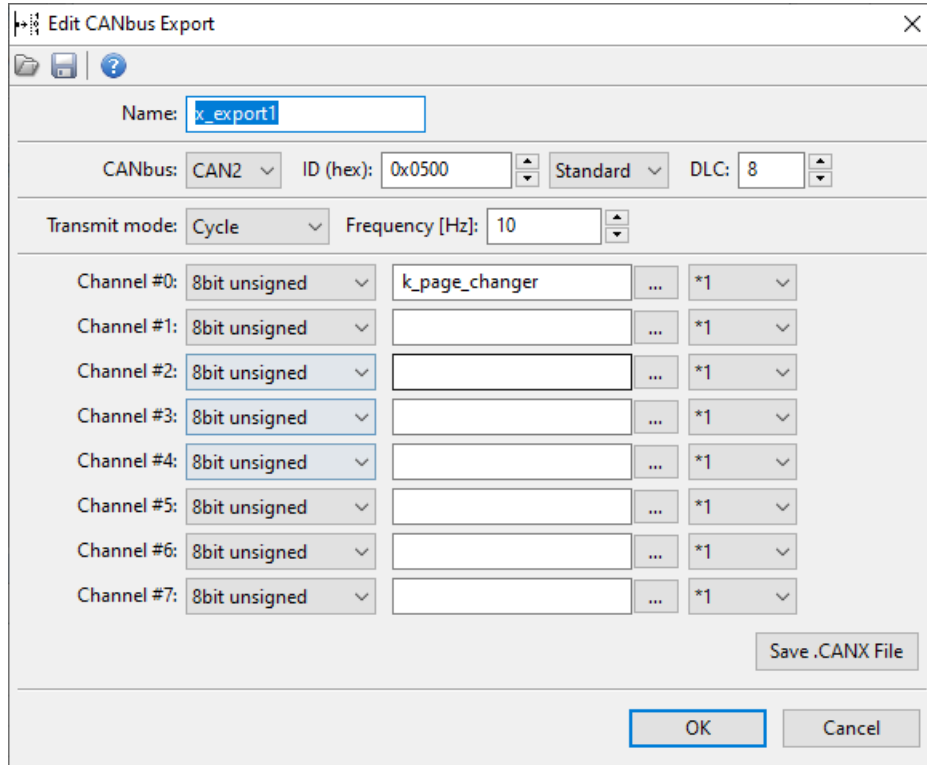 Edit CANbus Export
Name: x_export1
CANbus: CAN2 ID (hex): 0x0500 Standard DLC: 8
Transmit mode: Cycle Frequency [Hz]: 10
Channel #0: 8bit unsigned k_page_changer ... *1
Channel #1: 8bit unsigned ... *1
Channel #2: 8bit unsigned ... *1
Channel #3: 8bit unsigned ... *1
Channel #4: 8bit unsigned ... *1
Channel #5: 8bit unsigned ... *1
Channel #6: 8bit unsigned ... *1
Channel #7: 8bit unsigned ... *1
Save .CANX File
OK Cancel